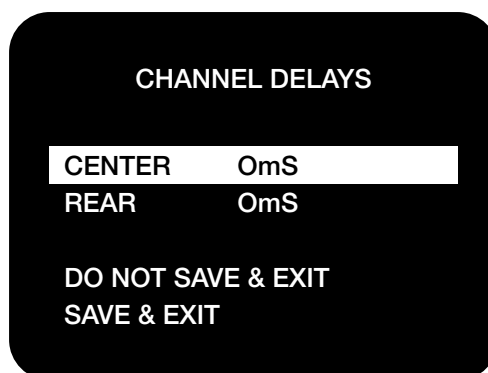 CHANNEL DELAYS
CENTER OmS
REAR OmS
DO NOT SAVE & EXIT
SAVE & EXIT